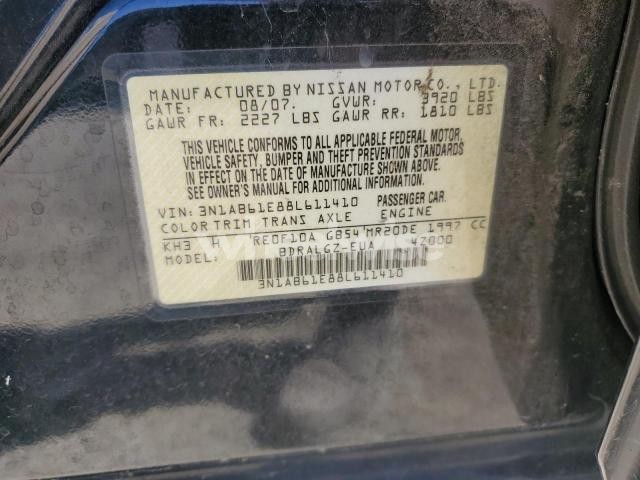 MANUFACTURED BY NISSAN MOTOR CO., LTD.
DATE: 08/07. GVWR: 3920 LBS
GAWR FR: 2227 LBS GAWR RR: 1810 LBS
THIS VEHICLE CONFORMS TO ALL APPLICABLE FEDERAL MOTOR
VEHICLE SAFETY, BUMPER AND THEFT PREVENTION STANDARDS
IN EFFECT ON THE DATE OF MANUFACTURE SHOWN ABOVE.
SEE OWNER'S MANUAL FOR ADDITIONAL INFORMATION.
VIN: 3N1AB61E88L611410 PASSENGER CAR.
COLOR TRIM TRANS AXLE ENGINE
KH3 H RE0F10A GB54 MR20DE 1997 CC
MODEL: BDRALGZ-EUA 4Z000
3N1AB61E88L611410